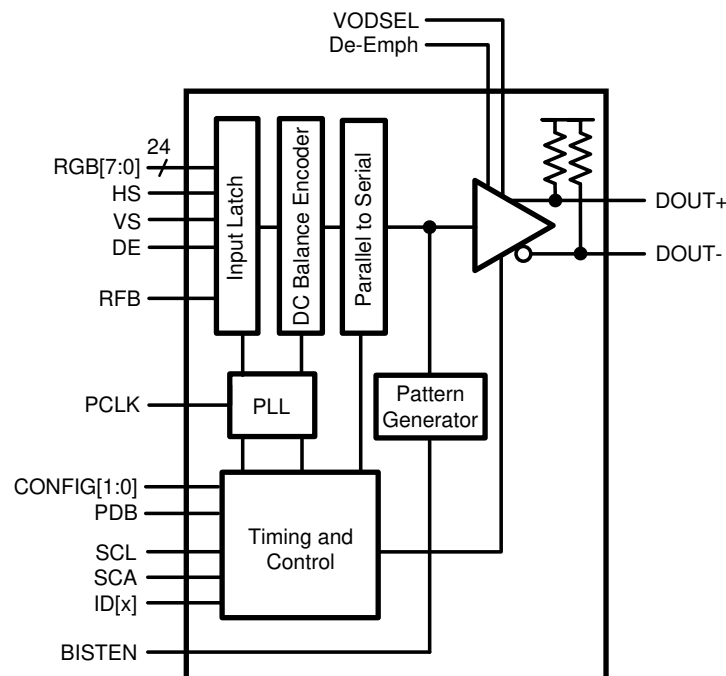 VODSEL
De-Emph
24
RGB[7:0]
HS
VS
DE
RFB
Input Latch
DC Balance Encoder
Parallel to Serial
DOUT+
DOUT-
PCLK
PLL
Pattern
Generator
CONFIG[1:0]
PDB
SCL
SCA
ID[x]
Timing and
Control
BISTEN